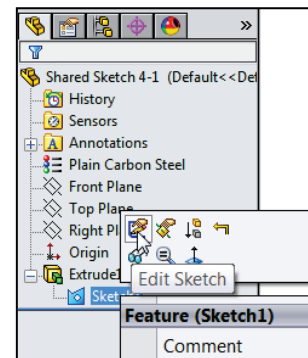 »
Shared Sketch 4-1 (Default<<Def
History
Sensors
A Annotations
Plain Carbon Steel
Front Plane
Top Plane
Right Pl
Origin
Extrude1
Edit Sketch
Sket
Feature (Sketch1)
Comment